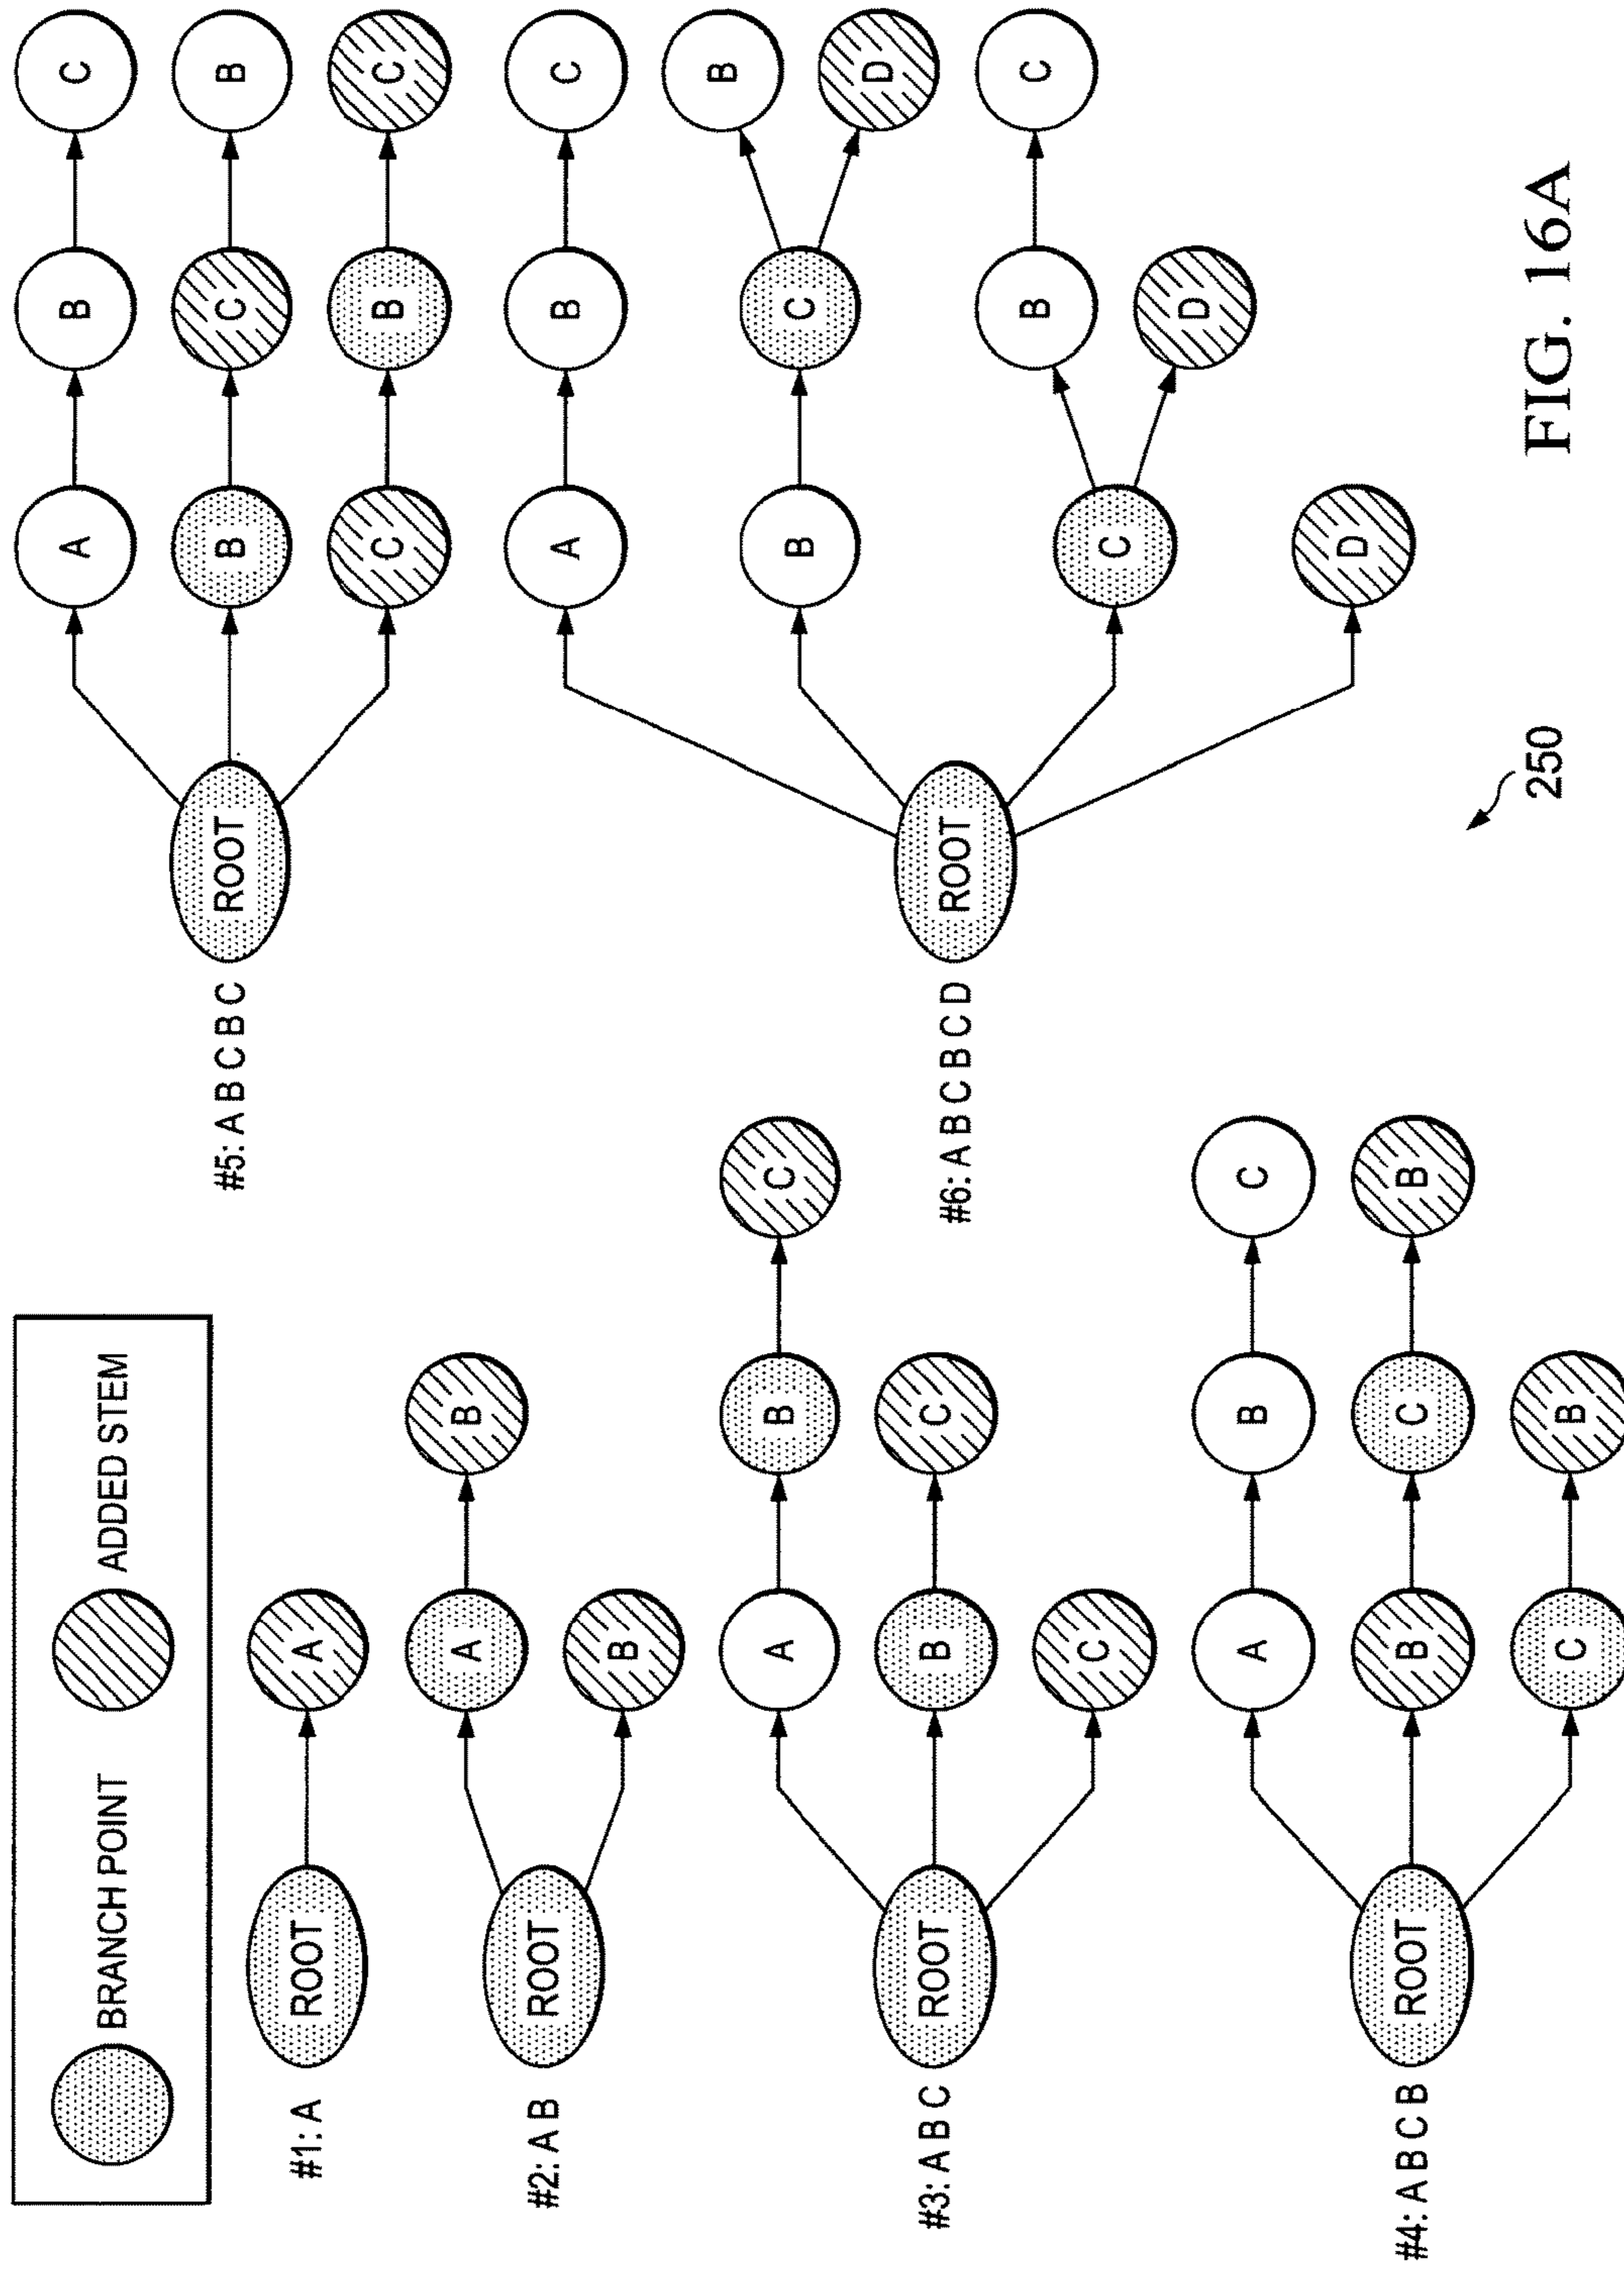 BRANCH POINT ADDED STEM
#1: A ROOT A
#2: A B ROOT A B
B
#3: A B C ROOT A B C
B C
C
#4: A B C B ROOT A B C
B C B
C B
#5: A B C B C ROOT A B C
B C B
C B C
#6: A B C B C D ROOT A B C
B C B
D
C B C
D
D
250
FIG. 16A